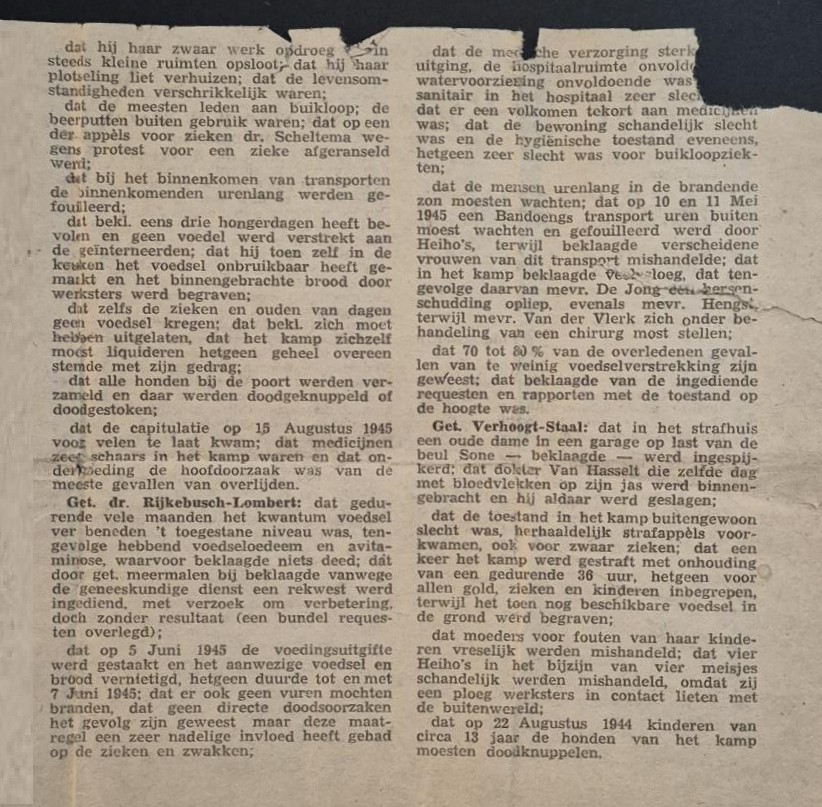 dat hij haar zwaar werk opdroeg in
steeds kleine ruimten opsloot; dat hij haar
plotseling liet verhuizen; dat de levensom-
standigheden verschrikkelijk waren;
dat de meesten leden aan buikloop; de
beerputten buiten gebruik waren; dat op een
der appèls voor zieken dr. Scheltema we-
gens protest voor een zieke afgeranseld
werd;
dat bij het binnenkomen van transporten
de binnenkomenden urenlang werden ge-
fouilleerd;
dat bekl. eens drie hongerdagen heeft be-
volen en geen voedsel werd verstrekt aan
de geïnterneerden; dat hij toen zelf in de
keuken het voedsel onbruikbaar heeft ge-
maakt en het binnengebrachte brood door
werksters werd begraven;
dat zelfs de zieken en ouden van dagen
geen voedsel kregen; dat bekl. zich moet
hebben uitgelaten, dat het kamp zichzelf
moest liquideren hetgeen geheel overeen
stemde met zijn gedrag;
dat alle honden bij de poort werden ver-
zameld en daar werden doodgeknuppeld of
doodgestoken;
dat de capitulatie op 15 Augustus 1945
voor velen te laat kwam; dat medicijnen
zeer schaars in het kamp waren en dat on-
dervoeding de hoofdoorzaak was van de
meeste gevallen van overlijden.
Get. dr. Rijkebusch-Lombert: dat gedu-
rende vele maanden het kwantum voedsel
ver beneden 't toegestane niveau was, ten-
gevolge hebbend voedseloedeem en avita-
minose, waarvoor beklaagde niets deed; dat
door get. meermalen bij beklaagde vanwege
de geneeskundige dienst een rekwest werd
ingediend, met verzoek om verbetering,
doch zonder resultaat (een bundel reques-
ten overlegd);
dat op 5 Juni 1945 de voedingsuitgifte
werd gestaakt en het aanwezige voedsel en
brood vernietigd, hetgeen duurde tot en met
7 Juni 1945; dat er ook geen vuren mochten
branden, dat geen directe doodsoorzaken
het gevolg zijn geweest maar deze maat-
regel een zeer nadelige invloed heeft gehad
op de zieken en zwakken;
dat de verzorging sterk
uitging, de hospitaalruimte
watervoorziening onvoldoende was
sanitair in het hospitaal zeer
dat er een volkomen tekort aan medicijnen
was; dat de bewoning schandelijk slecht
was en de hygiënische toestand eveneens,
hetgeen zeer slecht was voor buikloopziek-
ten;
dat de mensen urenlang in de brandende
zon moesten wachten; dat op 10 en 11 Mei
1945 een Bandoengs transport uren buiten
moest wachten en gefouilleerd werd door
Heiho's, terwijl beklaagde verscheidene
vrouwen van dit transport mishandelde; dat
in het kamp beklaagde sloeg, dat ten-
gevolge daarvan mevr. De Jong een hersen-
schudding opliep, evenals mevr. Hengst,
terwijl mevr. Van der Vlerk zich onder be-
handeling van een chirurg most stellen;
dat 70 tot 80 % van de overledenen geval-
len van te weinig voedselverstrekking zijn
geweest; dat beklaagde van de ingediende
requesten en rapporten met de toestand op
de hoogte was.
Get. Verhoogt-Staal: dat in het strafhuis
een oude dame in een garage op last van de
beul Sone — beklaagde — werd ingespij-
kerd; dat dokter Van Hasselt die zelfde dag
met bloedvlekken op zijn jas werd binnen-
gebracht en hij aldaar werd geslagen;
dat de toestand in het kamp buitengewoon
slecht was, herhaaldelijk strafappèls voor-
kwamen, ook voor zwaar zieken; dat een
keer het kamp werd gestraft met onhouding
van een gedurende 36 uur, hetgeen voor
allen gold, zieken en kinderen inbegrepen,
terwijl het toen nog beschikbare voedsel in
de grond werd begraven;
dat moeders voor fouten van haar kinde-
ren vreselijk werden mishandeld; dat vier
Heiho's in het bijzijn van vier meisjes
schandelijk werden mishandeld, omdat zij
een ploeg werksters in contact lieten met
de buitenwereld;
dat op 22 Augustus 1944 kinderen van
circa 13 jaar de honden van het kamp
moesten doodknuppelen.